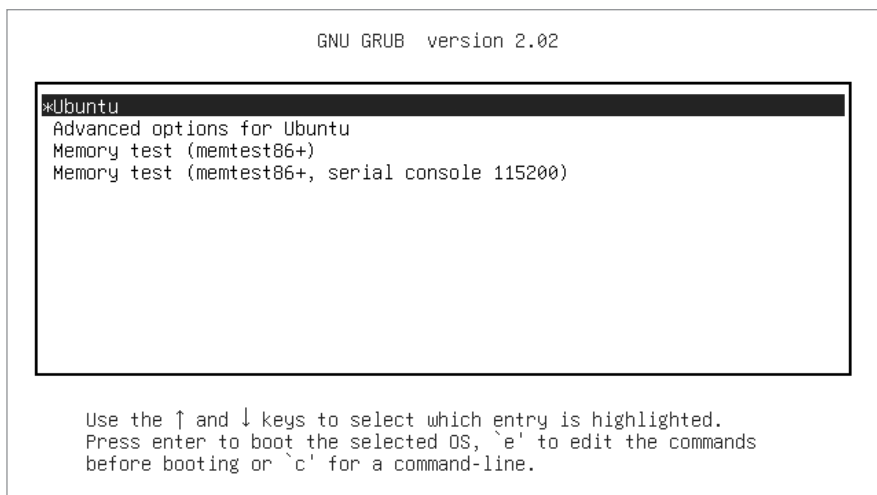 GNU GRUB  version 2.02
*Ubuntu
Advanced options for Ubuntu
Memory test (memtest86+)
Memory test (memtest86+, serial console 115200)
Use the ↑ and ↓ keys to select which entry is highlighted.
Press enter to boot the selected OS, `e' to edit the commands
before booting or `c' for a command-line.